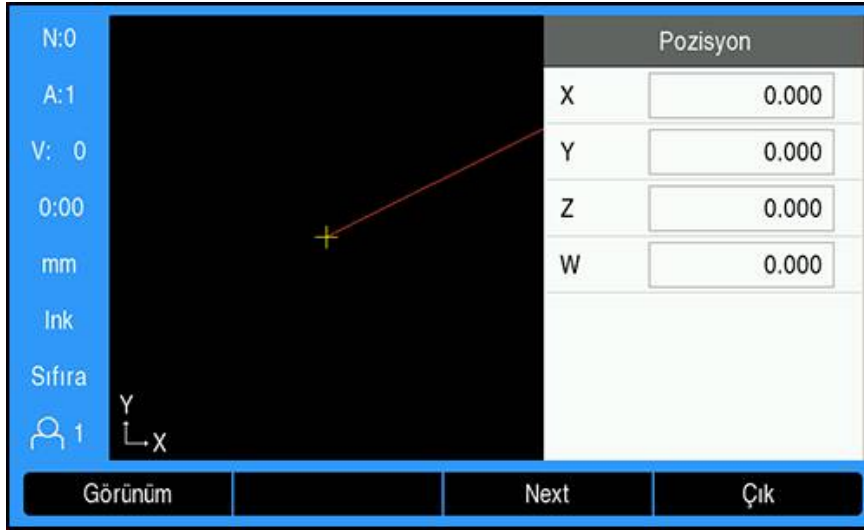 N:0
A:1
V: 0
0:00
mm
Ink
Sıfıra
1
Y
X
Pozisyon
X 0.000
Y 0.000
Z 0.000
W 0.000
Görünüm Next Çık